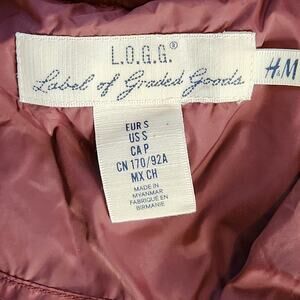 L.O.G.G.®
Label of Graded Goods
H&M
EUR S
US S
CA P
CN 170/92A
MX CH
MADE IN
MYANMAR
FABRIQUÉ EN
BIRMANIE